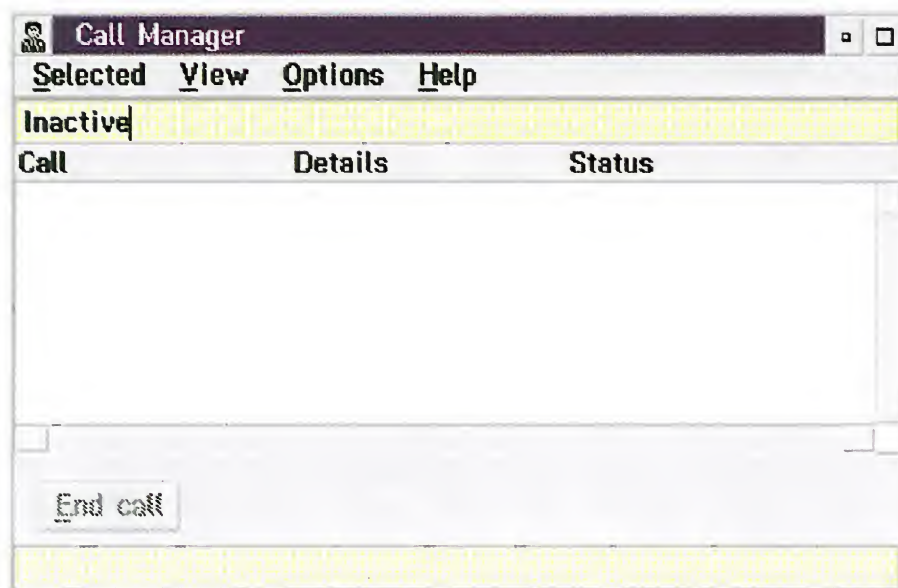 Call Manager
Selected View Options Help
Inactive
Call Details Status
End call